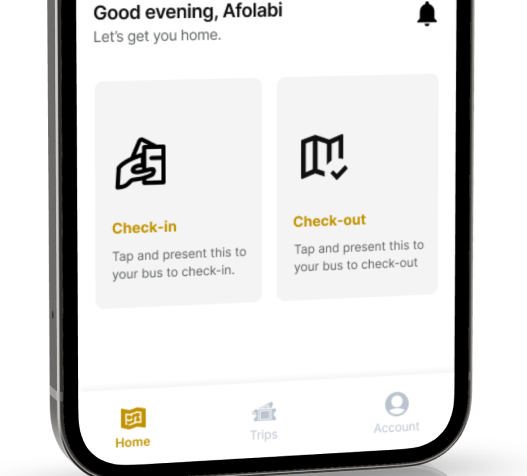 Good evening, Afolabi
Let's get you home.
Check-in
Tap and present this to
your bus to check-in.
Check-out
Tap and present this to
your bus to check-out
Home
Trips
Account